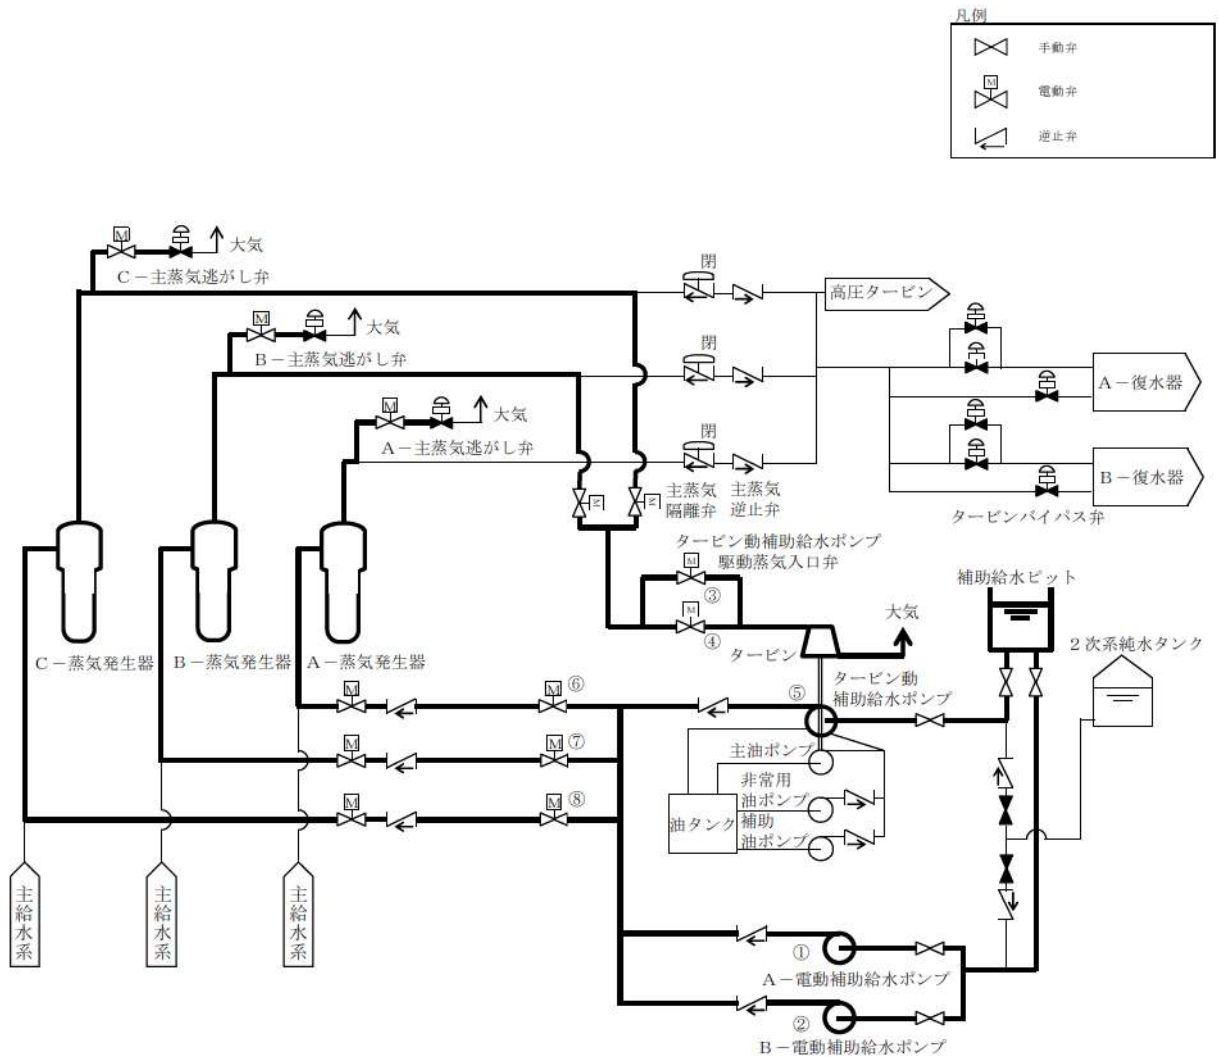 凡例
手動弁
M
電動弁
逆止弁
M
大気
C－主蒸気逃がし弁
M
大気
B－主蒸気逃がし弁
M
大気
A－主蒸気逃がし弁
閉
閉
閉
高圧タービン
A－復水器
B－復水器
主蒸気
隔離弁
主蒸気
逆止弁
タービンバイパス弁
M
M
タービン動補助給水ポンプ
駆動蒸気入口弁
M
③
M
④
大気
タービン
補助給水ピット
2次系純水タンク
C－蒸気発生器
B－蒸気発生器
A－蒸気発生器
タービン動
補助給水ポンプ
⑤
M
M
⑥
M
M
⑦
M
M
⑧
主油ポンプ
非常用
油ポンプ
補助
油ポンプ
油タンク
主給水系
主給水系
主給水系
①
A－電動補助給水ポンプ
②
B－電動補助給水ポンプ